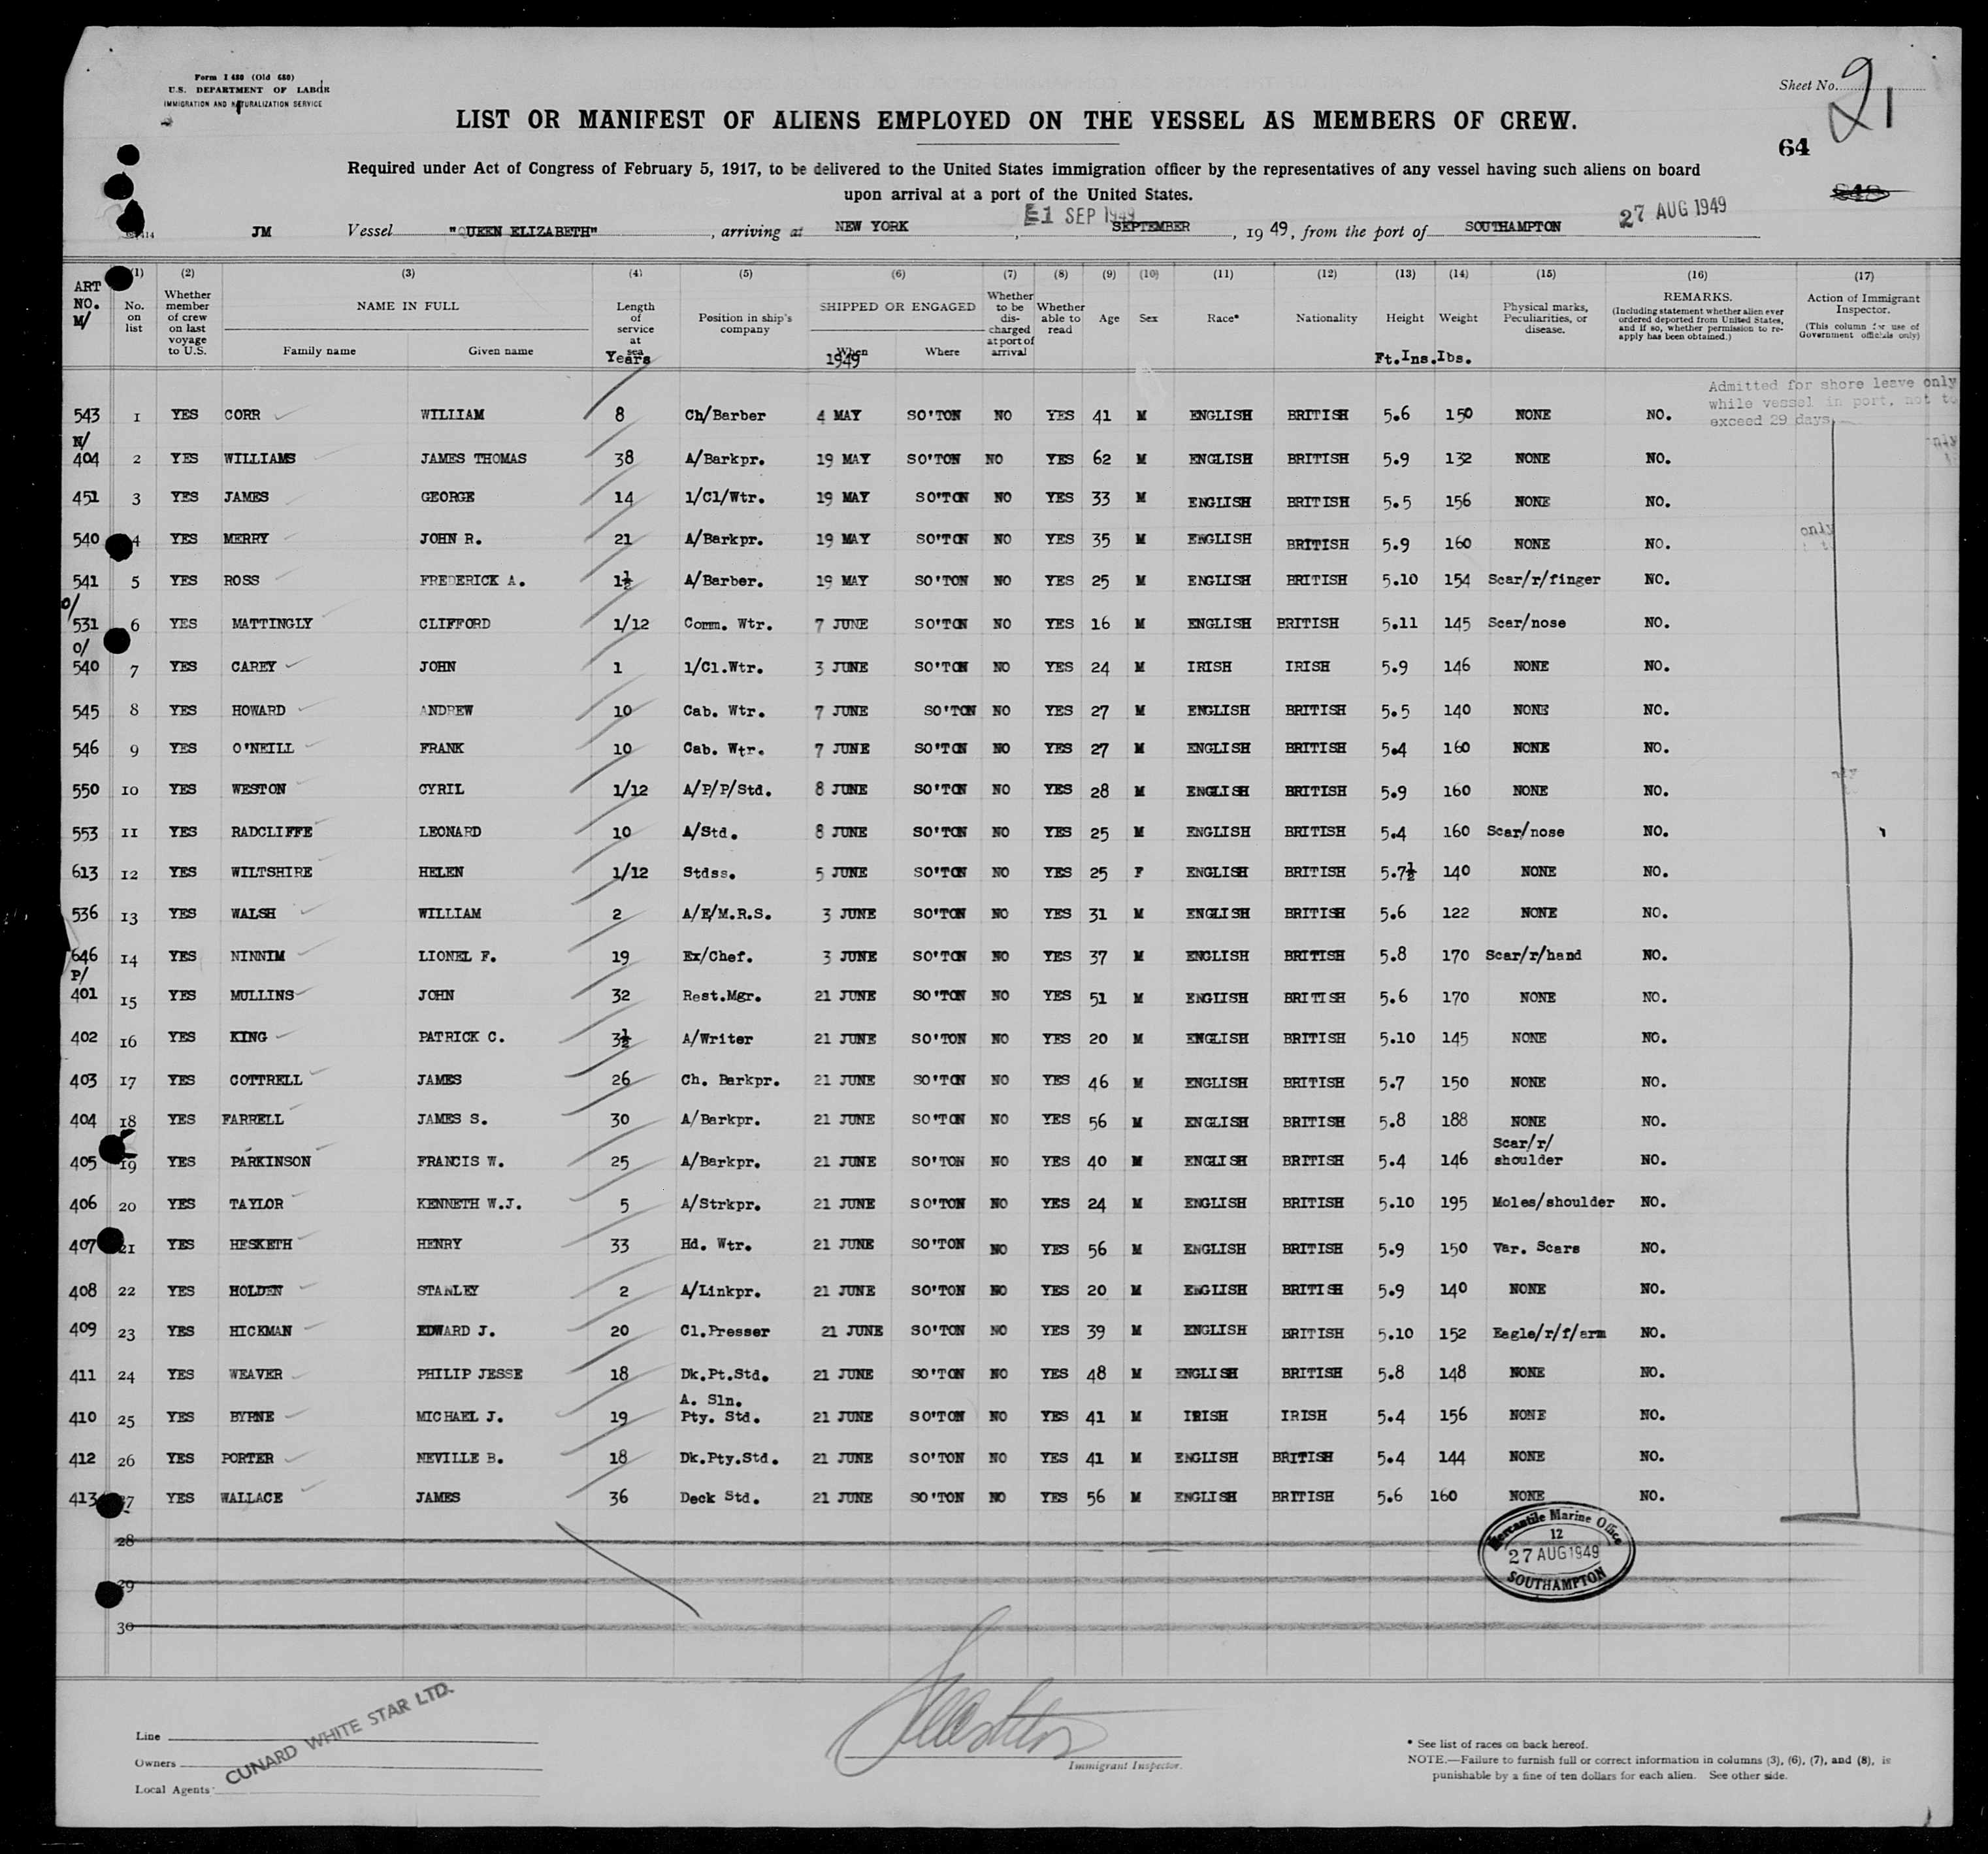 Form I 480 (Old 680)
U.S. DEPARTMENT OF LABOR
IMMIGRATION AND NATURALIZATION SERVICE
Sheet No. 21
LIST OR MANIFEST OF ALIENS EMPLOYED ON THE VESSEL AS MEMBERS OF CREW.
64
Required under Act of Congress of February 5, 1917, to be delivered to the United States immigration officer by the representatives of any vessel having such aliens on board
upon arrival at a port of the United States.
JM Vessel "QUEEN ELIZABETH", arriving at NEW YORK, 1 SEP 1949 SEPTEMBER, 19 49, from the port of SOUTHAMPTON 27 AUG 1949
(1) (2) (3) (4) (5) (6) (7) (8) (9) (10) (11) (12) (13) (14) (15) (16) (17)
ART NO. M/
No. on list
Whether member of crew on last voyage to U.S.
NAME IN FULL
Family name Given name
Length of service at sea Years
Position in ship's company
SHIPPED OR ENGAGED
When 1949 Where
Whether to be discharged at port of arrival
Whether able to read
Age Sex Race* Nationality Height Weight
Ft.Ins. Ibs.
Physical marks, Peculiarities, or disease.
REMARKS.
(Including statement whether alien ever ordered deported from United States, and if so, whether permission to reapply has been obtained.)
Action of Immigrant Inspector.
(This column for use of Government officials only)
Admitted for shore leave only
while vessel in port, not to
exceed 29 days
543 1 YES CORR WILLIAM 8 Ch/Barber 4 MAY SO'TON NO YES 41 M ENGLISH BRITISH 5.6 150 NONE NO.
N/
404 2 YES WILLIAMS JAMES THOMAS 38 A/Barkpr. 19 MAY SO'TON NO YES 62 M ENGLISH BRITISH 5.9 132 NONE NO.
451 3 YES JAMES GEORGE 14 1/Cl/Wtr. 19 MAY SO'TON NO YES 33 M ENGLISH BRITISH 5.5 156 NONE NO.
540 4 YES MERRY JOHN R. 21 A/Barkpr. 19 MAY SO'TON NO YES 35 M ENGLISH BRITISH 5.9 160 NONE NO.
only
541 5 YES ROSS FREDERICK A. 1½ A/Barber. 19 MAY SO'TON NO YES 25 M ENGLISH BRITISH 5.10 154 Scar/r/finger NO.
O/
531 6 YES MATTINGLY CLIFFORD 1/12 Comm. Wtr. 7 JUNE SO'TON NO YES 16 M ENGLISH BRITISH 5.11 145 Scar/nose NO.
O/
540 7 YES CAREY JOHN 1 1/Cl.Wtr. 3 JUNE SO'TON NO YES 24 M IRISH IRISH 5.9 146 NONE NO.
545 8 YES HOWARD ANDREW 10 Cab. Wtr. 7 JUNE SO'TON NO YES 27 M ENGLISH BRITISH 5.5 140 NONE NO.
546 9 YES O'NEILL FRANK 10 Cab. Wtr. 7 JUNE SO'TON NO YES 27 M ENGLISH BRITISH 5.4 160 NONE NO.
550 10 YES WESTON CYRIL 1/12 A/P/P/Std. 8 JUNE SO'TON NO YES 28 M ENGLISH BRITISH 5.9 160 NONE NO.
553 11 YES RADCLIFFE LEONARD 10 A/Std. 8 JUNE SO'TON NO YES 25 M ENGLISH BRITISH 5.4 160 Scar/nose NO.
613 12 YES WILTSHIRE HELEN 1/12 Stdss. 5 JUNE SO'TON NO YES 25 F ENGLISH BRITISH 5.7½ 140 NONE NO.
536 13 YES WALSH WILLIAM 2 A/E/M.R.S. 3 JUNE SO'TON NO YES 31 M ENGLISH BRITISH 5.6 122 NONE NO.
646 14 YES NINNIM LIONEL F. 19 Ex/Chef. 3 JUNE SO'TON NO YES 37 M ENGLISH BRITISH 5.8 170 Scar/r/hand NO.
P/
401 15 YES MULLINS JOHN 32 Rest.Mgr. 21 JUNE SO'TON NO YES 51 M ENGLISH BRITISH 5.6 170 NONE NO.
402 16 YES KING PATRICK C. 3½ A/Writer 21 JUNE SO'TON NO YES 20 M ENGLISH BRITISH 5.10 145 NONE NO.
403 17 YES COTTRELL JAMES 26 Ch. Barkpr. 21 JUNE SO'TON NO YES 46 M ENGLISH BRITISH 5.7 150 NONE NO.
404 18 YES FARRELL JAMES S. 30 A/Barkpr. 21 JUNE SO'TON NO YES 56 M ENGLISH BRITISH 5.8 188 NONE NO.
405 19 YES PARKINSON FRANCIS W. 25 A/Barkpr. 21 JUNE SO'TON NO YES 40 M ENGLISH BRITISH 5.4 146 Scar/r/ shoulder NO.
406 20 YES TAYLOR KENNETH W.J. 5 A/Strkpr. 21 JUNE SO'TON NO YES 24 M ENGLISH BRITISH 5.10 195 Moles/shoulder NO.
407 21 YES HESKETH HENRY 33 Hd. Wtr. 21 JUNE SO'TON NO YES 56 M ENGLISH BRITISH 5.9 150 Var. Scars NO.
408 22 YES HOLDEN STANLEY 2 A/Linkpr. 21 JUNE SO'TON NO YES 20 M ENGLISH BRITISH 5.9 140 NONE NO.
409 23 YES HICKMAN EDWARD J. 20 Cl.Presser 21 JUNE SO'TON NO YES 39 M ENGLISH BRITISH 5.10 152 Eagle/r/f/arm NO.
411 24 YES WEAVER PHILIP JESSE 18 Dk.Pt.Std. 21 JUNE SO'TON NO YES 48 M ENGLISH BRITISH 5.8 148 NONE NO.
410 25 YES BYRNE MICHAEL J. 19 A. Sln. Pty. Std. 21 JUNE SO'TON NO YES 41 M IRISH IRISH 5.4 156 NONE NO.
412 26 YES PORTER NEVILLE B. 18 Dk.Pty.Std. 21 JUNE SO'TON NO YES 41 M ENGLISH BRITISH 5.4 144 NONE NO.
413 27 YES WALLACE JAMES 36 Deck Std. 21 JUNE SO'TON NO YES 56 M ENGLISH BRITISH 5.6 160 NONE NO.
28
29
30
Mercantile Marine Office
12
27 AUG 1949
SOUTHAMPTON
Line
Owners
Local Agents
CUNARD WHITE STAR LTD.
Immigrant Inspector.
* See list of races on back hereof.
NOTE.—Failure to furnish full or correct information in columns (3), (6), (7), and (8), is
punishable by a fine of ten dollars for each alien. See other side.